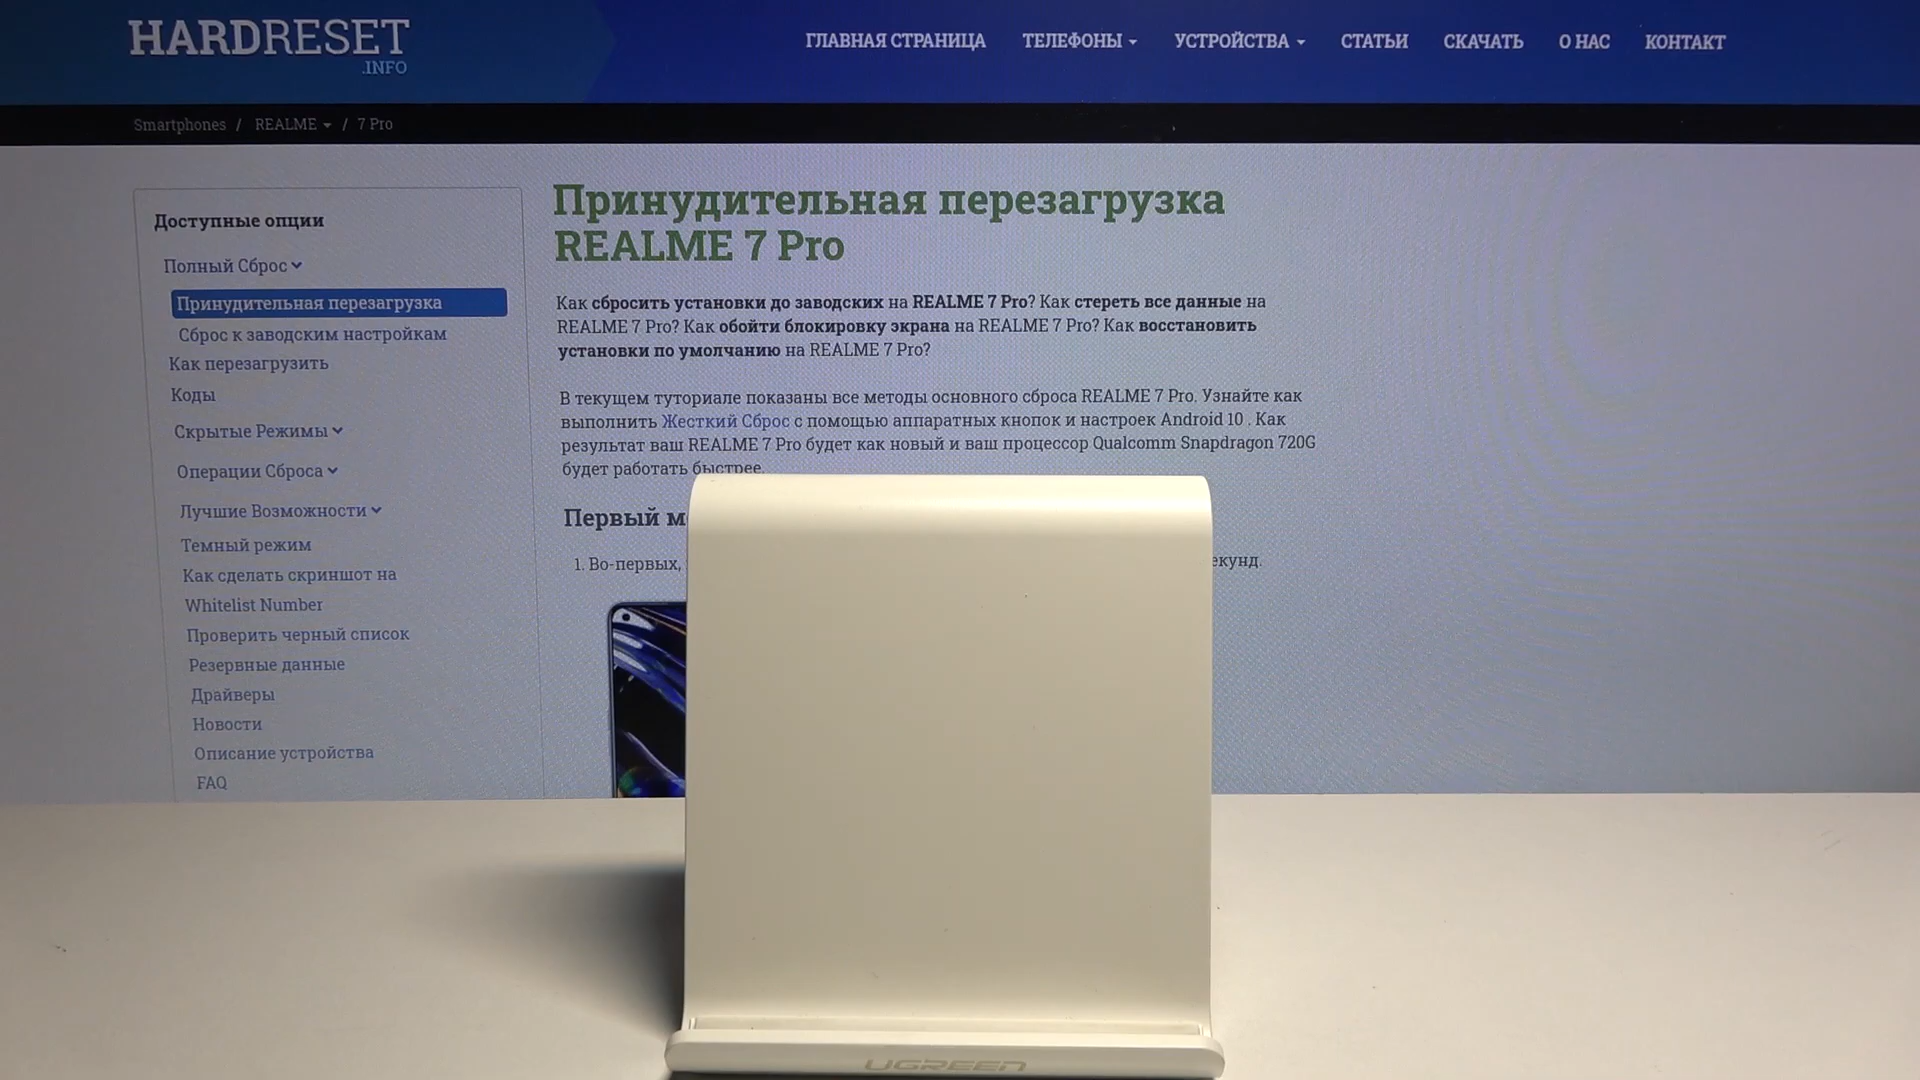 HARDRESET
.INFO
ГЛАВНАЯ СТРАНИЦА ТЕЛЕФОНЫ УСТРОЙСТВА СТАТЬИ СКАЧАТЬ О НАС КОНТАКТ
Smartphones / REALME / 7 Pro
Доступные опции
Полный Сброс
Принудительная перезагрузка
Сброс к заводским настройкам
Как перезагрузить
Коды
Скрытые Режимы
Операции Сброса
Лучшие Возможности
Темный режим
Как сделать скриншот на
Whitelist Number
Проверить черный список
Резервные данные
Драйверы
Новости
Описание устройства
FAQ
Принудительная перезагрузка
REALME 7 Pro
Как сбросить установки до заводских на REALME 7 Pro? Как стереть все данные на
REALME 7 Pro? Как обойти блокировку экрана на REALME 7 Pro? Как восстановить
установки по умолчанию на REALME 7 Pro?
В текущем туториале показаны все методы основного сброса REALME 7 Pro. Узнайте как
выполнить Жесткий Сброс с помощью аппаратных кнопок и настроек Android 10 . Как
результат ваш REALME 7 Pro будет как новый и ваш процессор Qualcomm Snapdragon 720G
будет работать быстрее.
Первый
1. Во-первых,
UGREEN